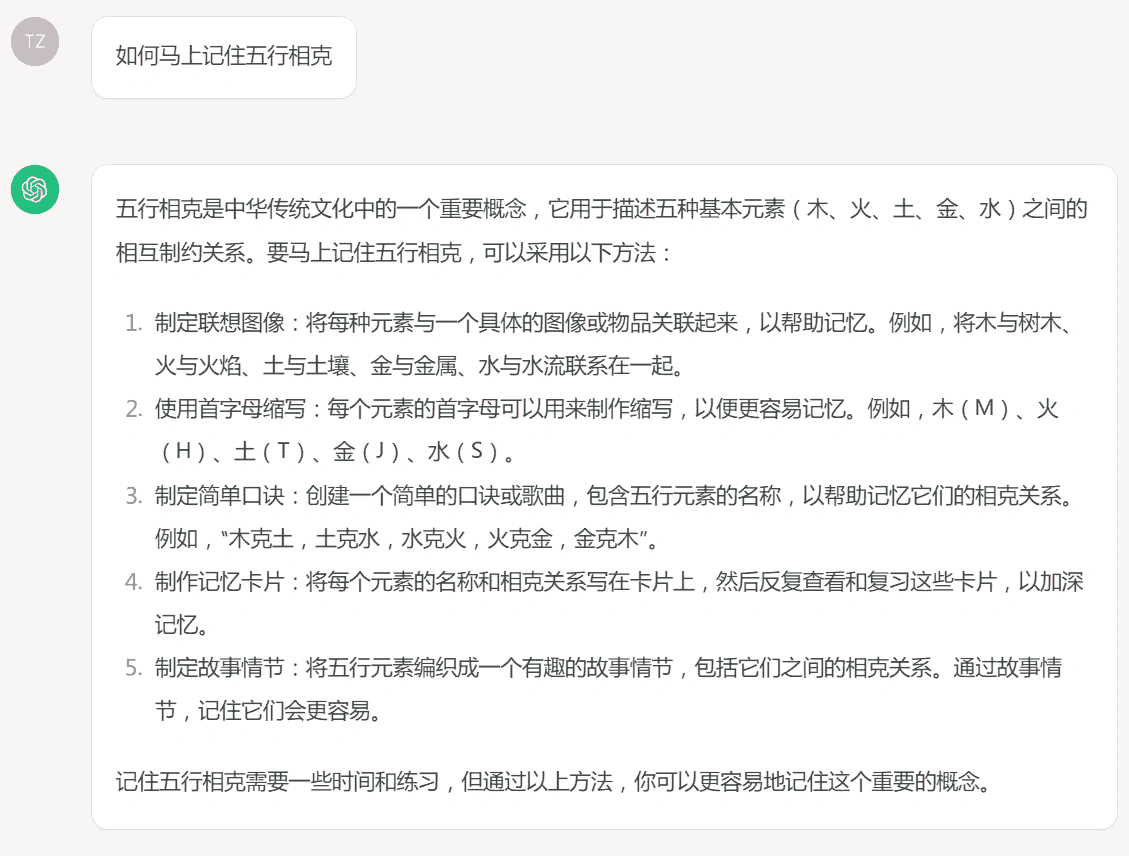 TZ
如何马上记住五行相克
五行相克是中华传统文化中的一个重要概念，它用于描述五种基本元素（木、火、土、金、水）之间的
相互制约关系。要马上记住五行相克，可以采用以下方法：
1. 制定联想图像：将每种元素与一个具体的图像或物品关联起来，以帮助记忆。例如，将木与树木、
火与火焰、土与土壤、金与金属、水与水流联系在一起。
2. 使用首字母缩写：每个元素的首字母可以用来制作缩写，以便更容易记忆。例如，木（M）、火
（H）、土（T）、金（J）、水（S）。
3. 制定简单口诀：创建一个简单的口诀或歌曲，包含五行元素的名称，以帮助记忆它们的相克关系。
例如，“木克土，土克水，水克火，火克金，金克木”。
4. 制作记忆卡片：将每个元素的名称和相克关系写在卡片上，然后反复查看和复习这些卡片，以加深
记忆。
5. 制定故事情节：将五行元素编织成一个有趣的故事情节，包括它们之间的相克关系。通过故事情
节，记住它们会更容易。
记住五行相克需要一些时间和练习，但通过以上方法，你可以更容易地记住这个重要的概念。